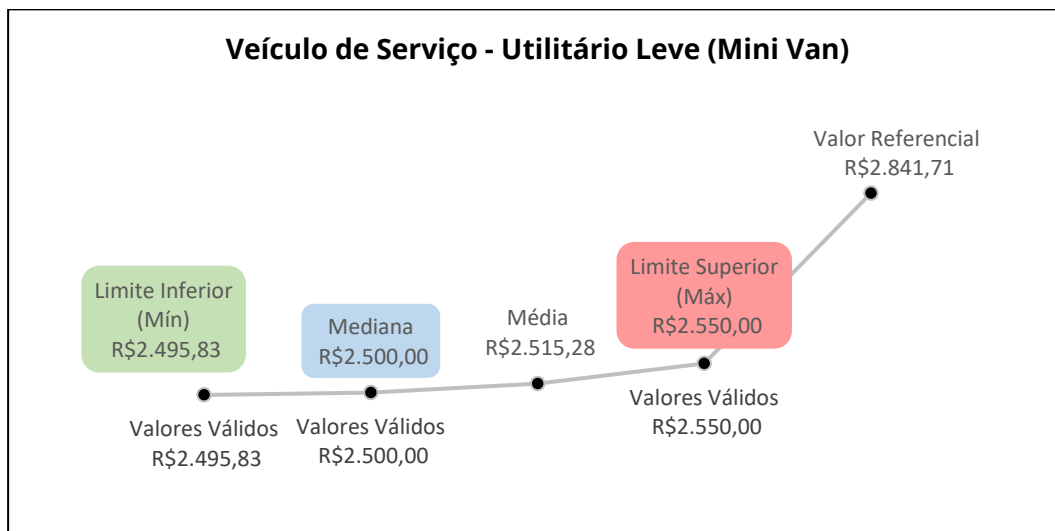 Veículo de Serviço - Utilitário Leve (Mini Van)
Valor Referencial
R$2.841,71
Limite Inferior
(Mín)
R$2.495,83
Mediana
R$2.500,00
Média
R$2.515,28
Limite Superior
(Máx)
R$2.550,00
Valores Válidos
R$2.495,83
Valores Válidos
R$2.500,00
Valores Válidos
R$2.550,00